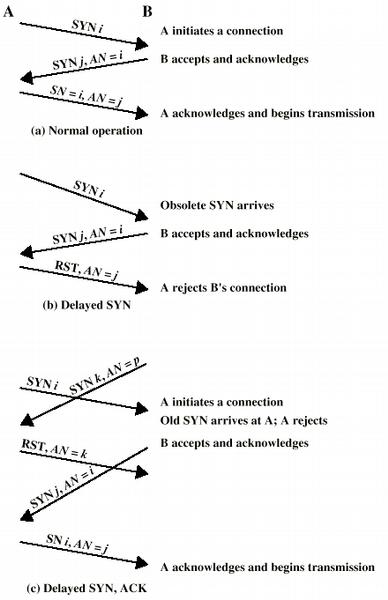 A B
SYN i
A initiates a connection
SYN j, AN = i
B accepts and acknowledges
SN = i, AN = j
A acknowledges and begins transmission
(a) Normal operation
SYN i
Obsolete SYN arrives
SYN j, AN = i
B accepts and acknowledges
RST, AN = j
A rejects B's connection
(b) Delayed SYN
SYN k, AN = p
SYN i
A initiates a connection
Old SYN arrives at A; A rejects
RST, AN = k
B accepts and acknowledges
SYN j, AN = i
SN i, AN = j
A acknowledges and begins transmission
(c) Delayed SYN, ACK